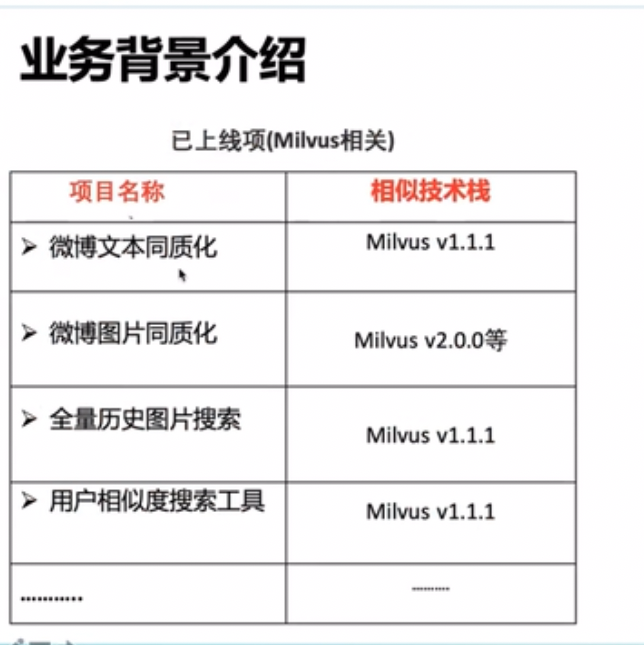 业务背景介绍
已上线项(Milvus相关)
项目名称 相似技术栈
➢ 微博文本同质化 Milvus v1.1.1
➢ 微博图片同质化 Milvus v2.0.0等
➢ 全量历史图片搜索 Milvus v1.1.1
➢ 用户相似度搜索工具 Milvus v1.1.1
........... ..........